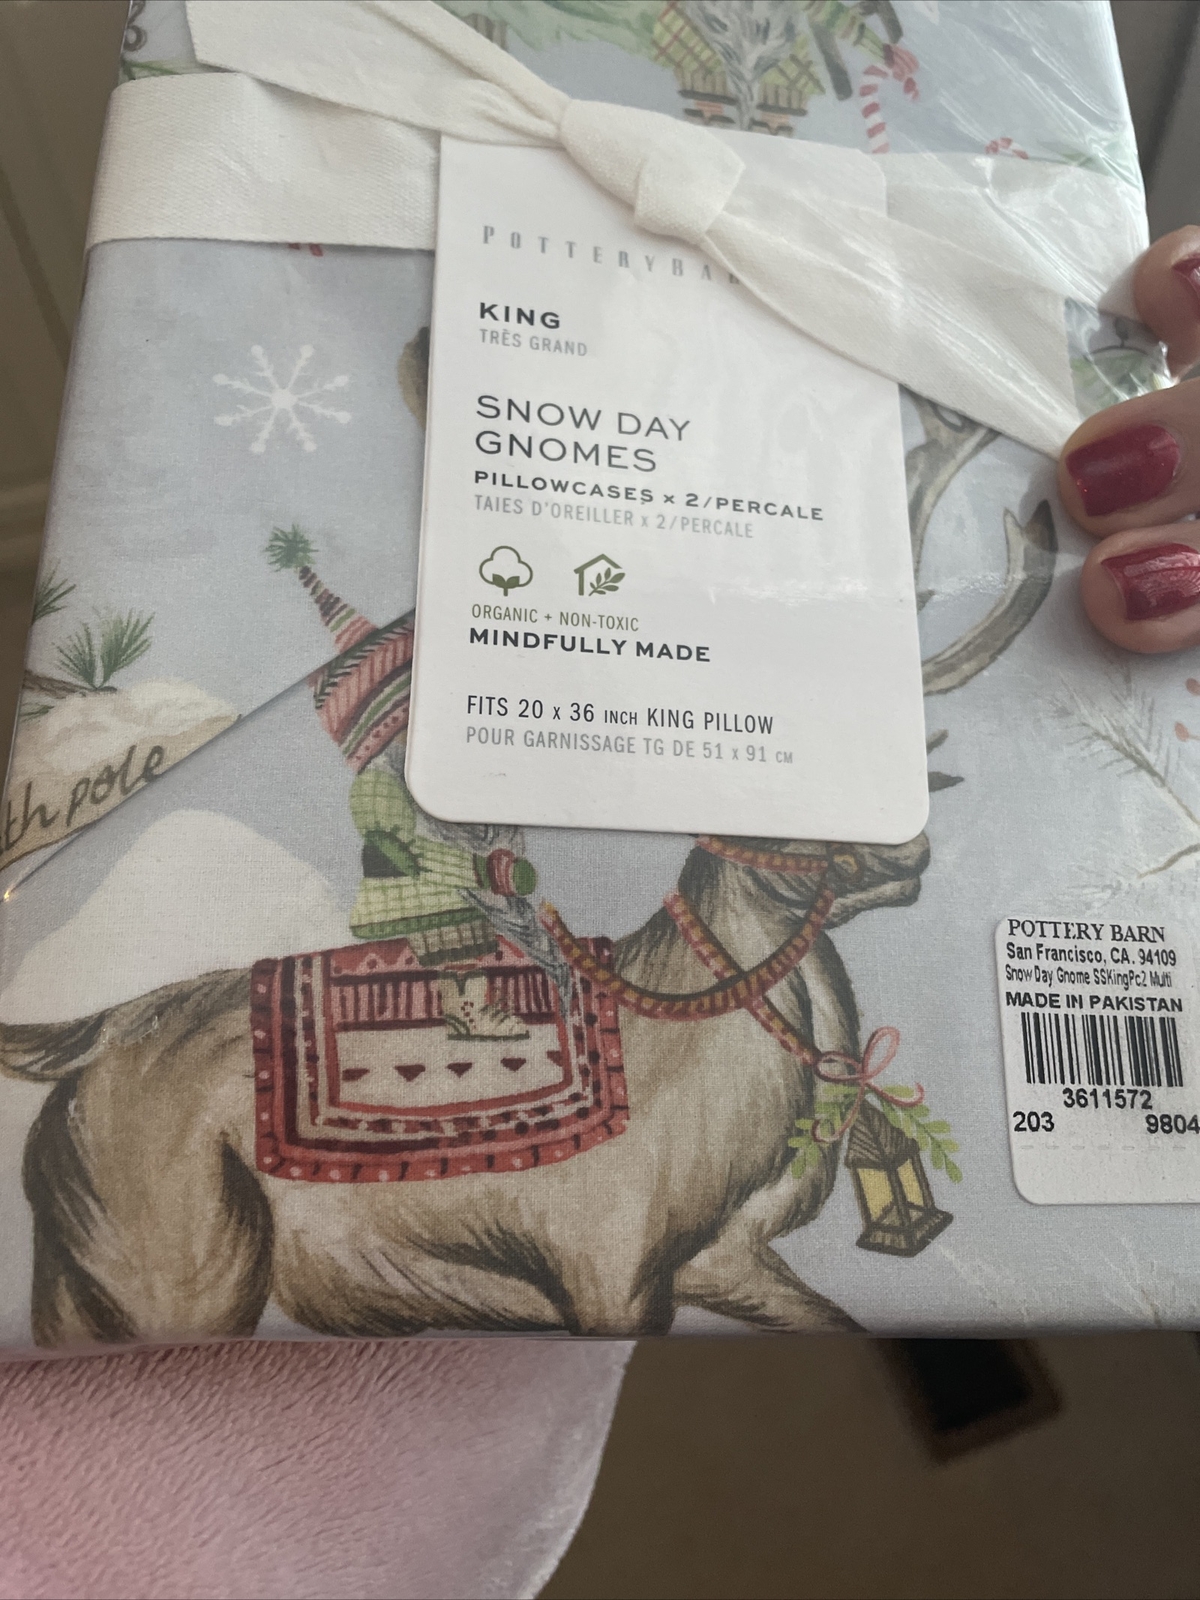 POTTERY BA
KING
TRÈS GRAND
SNOW DAY
GNOMES
PILLOWCASES x 2/PERCALE
TAIES D'OREILLER x 2/PERCALE
ORGANIC + NON-TOXIC
MINDFULLY MADE
FITS 20 x 36 INCH KING PILLOW
POUR GARNISSAGE TG DE 51 x 91 CM
th pole
POTTERY BARN
San Francisco, CA. 94109
Snow Day Gnome SSKingPc2 Multi
MADE IN PAKISTAN
3611572
203 9804